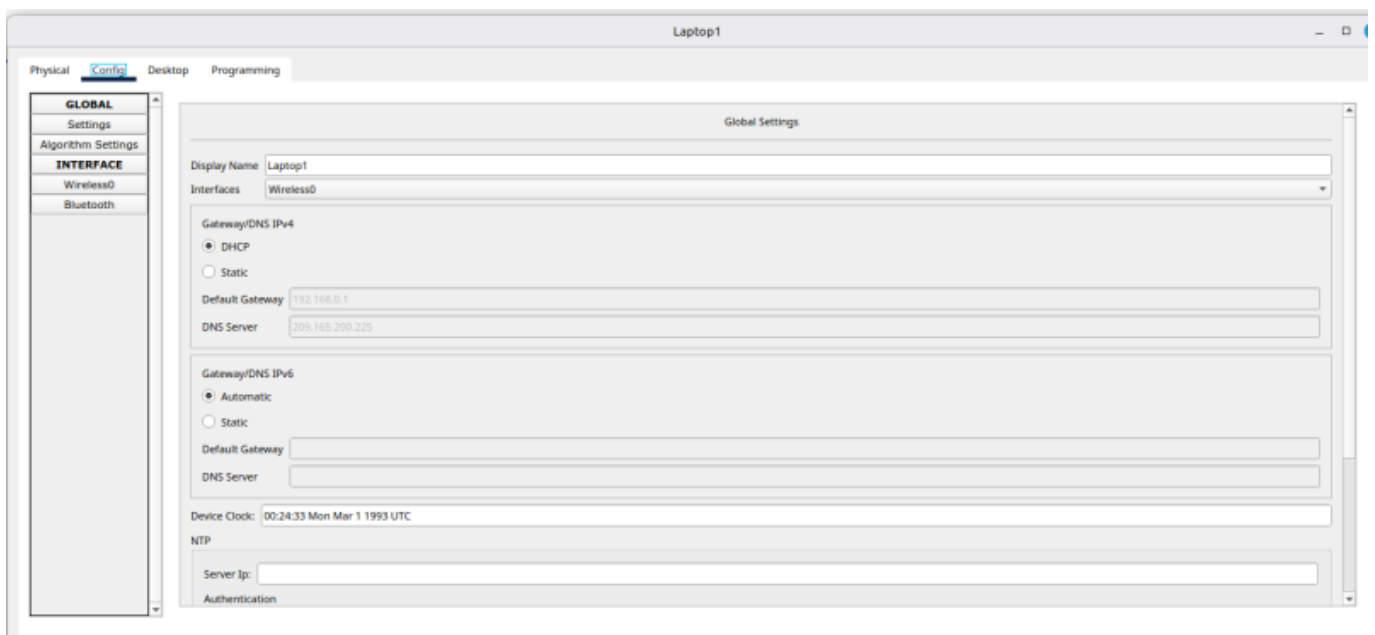 Laptop1
Physical Config Desktop Programming
GLOBAL
Settings
Algorithm Settings
INTERFACE
Wireless0
Bluetooth
Global Settings
Display Name Laptop1
Interfaces Wireless0
Gateway/DNS IPv4
DHCP
Static
Default Gateway 192.168.0.1
DNS Server 209.165.200.225
Gateway/DNS IPv6
Automatic
Static
Default Gateway
DNS Server
Device Clock: 00:24:33 Mon Mar 1 1993 UTC
NTP
Server Ip:
Authentication